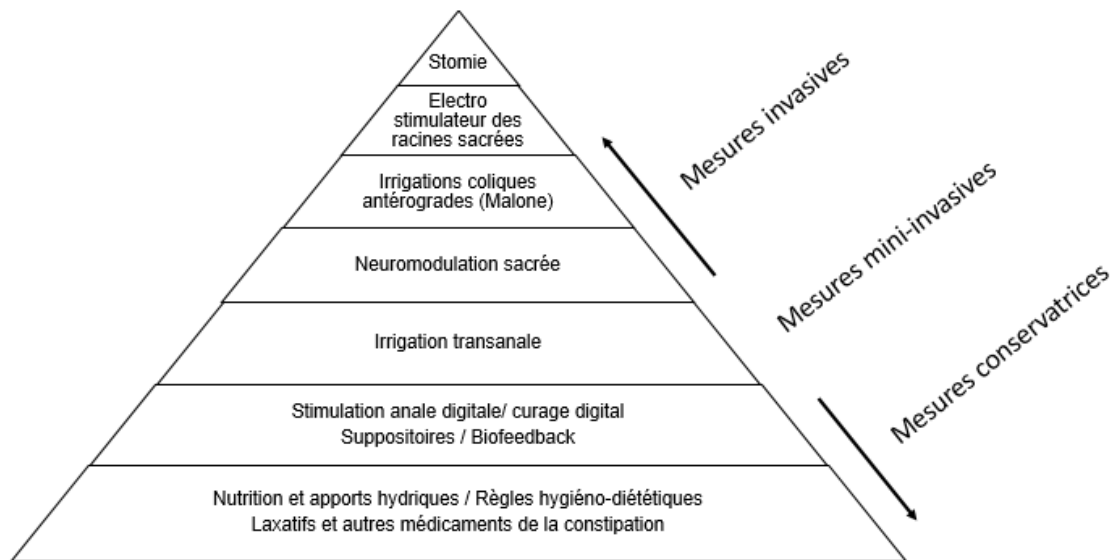 Stomie
Electro
stimulateur des
racines sacrées
Irrigations coliques
antérogrades (Malone)
Neuromodulation sacrée
Irrigation transanale
Stimulation anale digitale/ curage digital
Suppositoires / Biofeedback
Nutrition et apports hydriques / Règles hygiéno-diététiques
Laxatifs et autres médicaments de la constipation
Mesures invasives
Mesures mini-invasives
Mesures conservatrices